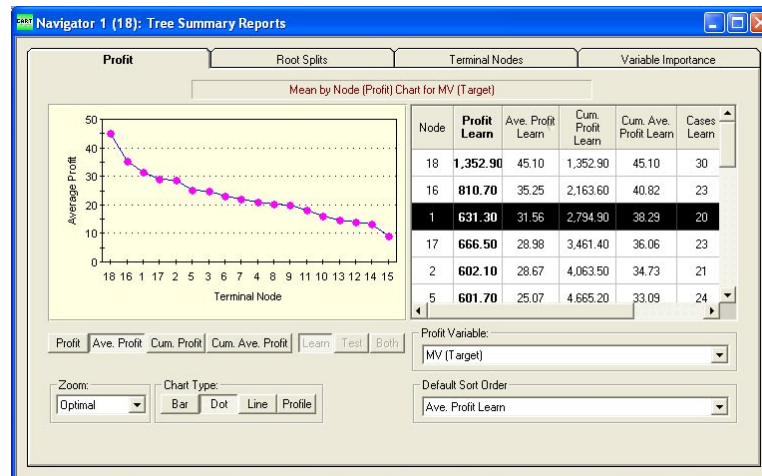 CART Navigator 1 (18): Tree Summary Reports
Profit Root Splits Terminal Nodes Variable Importance
Mean by Node (Profit) Chart for MV (Target)
Average Profit
50
40
30
20
10
0
18 16 1 17 2 5 3 6 7 4 8 9 11 10 13 12 14 15
Terminal Node
Node Profit Learn Ave. Profit Learn Cum. Profit Learn Cum. Ave. Profit Learn Cases Learn
18 1,352.90 45.10 1,352.90 45.10 30
16 810.70 35.25 2,163.60 40.82 23
1 631.30 31.56 2,794.90 38.29 20
17 666.50 28.98 3,461.40 36.06 23
2 602.10 28.67 4,063.50 34.73 21
5 601.70 25.07 4,665.20 33.09 24
Profit Ave. Profit Cum. Profit Cum. Ave. Profit Learn Test Both
Profit Variable:
MV (Target)
Zoom:
Optimal
Chart Type:
Bar Dot Line Profile
Default Sort Order
Ave. Profit Learn